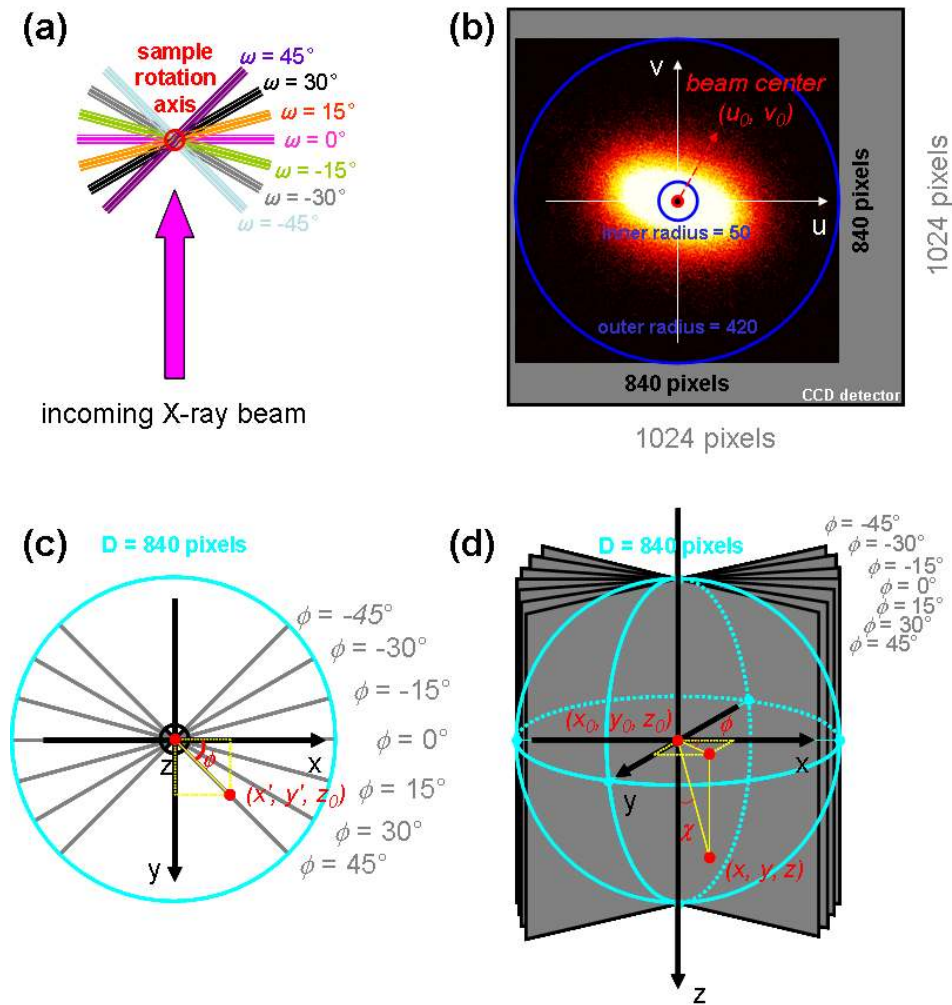 (a)
sample
rotation
axis
ω = 45°
ω = 30°
ω = 15°
ω = 0°
ω = -15°
ω = -30°
ω = -45°
incoming X-ray beam
(b)
v
beam center
(u0, v0)
u
inner radius = 50
outer radius = 420
840 pixels
1024 pixels
840 pixels
CCD detector
1024 pixels
(c)
D = 840 pixels
ϕ = -45°
ϕ = -30°
ϕ = -15°
ϕ = 0°
ϕ = 15°
ϕ = 30°
ϕ = 45°
z
ϕ
x
(x', y', z0)
y
(d)
D = 840 pixels
ϕ = -45°
ϕ = -30°
ϕ = -15°
ϕ = 0°
ϕ = 15°
ϕ = 30°
ϕ = 45°
(x0, y0, z0)
ϕ
x
y
χ
(x, y, z)
z